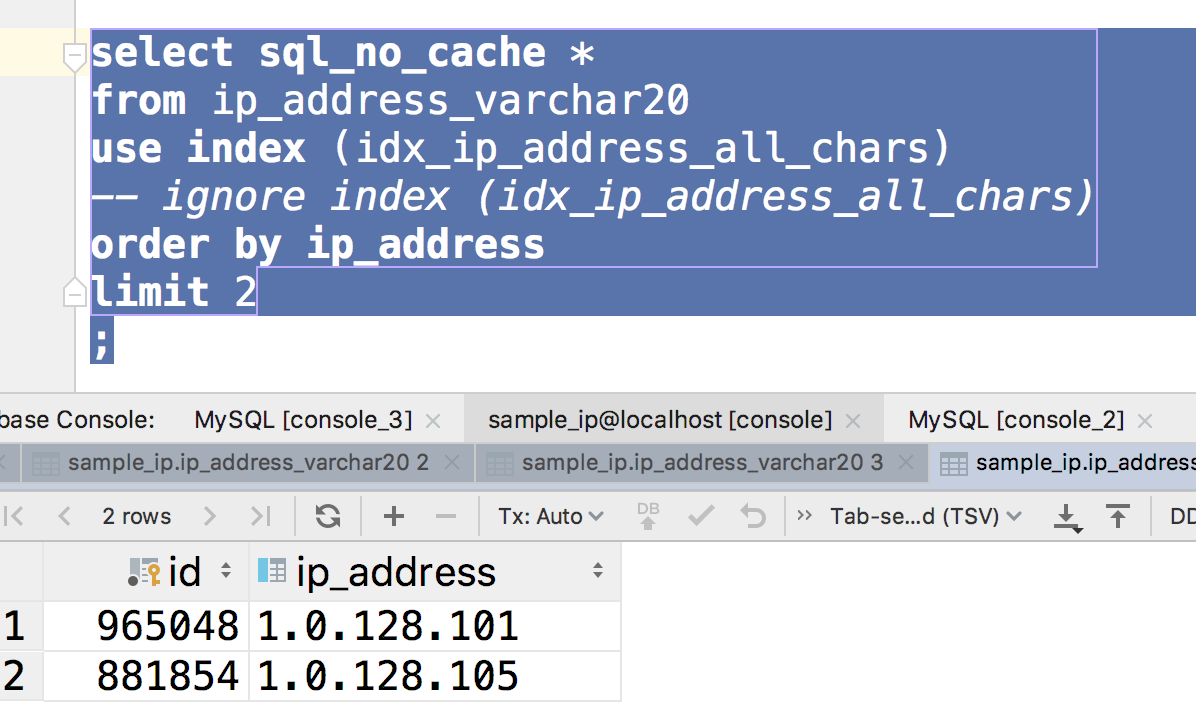 select sql_no_cache *
from ip_address_varchar20
use index (idx_ip_address_all_chars)
-- ignore index (idx_ip_address_all_chars)
order by ip_address
limit 2
;
base Console: MySQL [console_3] sample_ip@localhost [console] MySQL [console_2]
sample_ip.ip_address_varchar20 2 sample_ip.ip_address_varchar20 3 sample_ip.ip_address
2 rows Tx: Auto DB Tab-se...d (TSV) DD
id ip_address
1 965048 1.0.128.101
2 881854 1.0.128.105